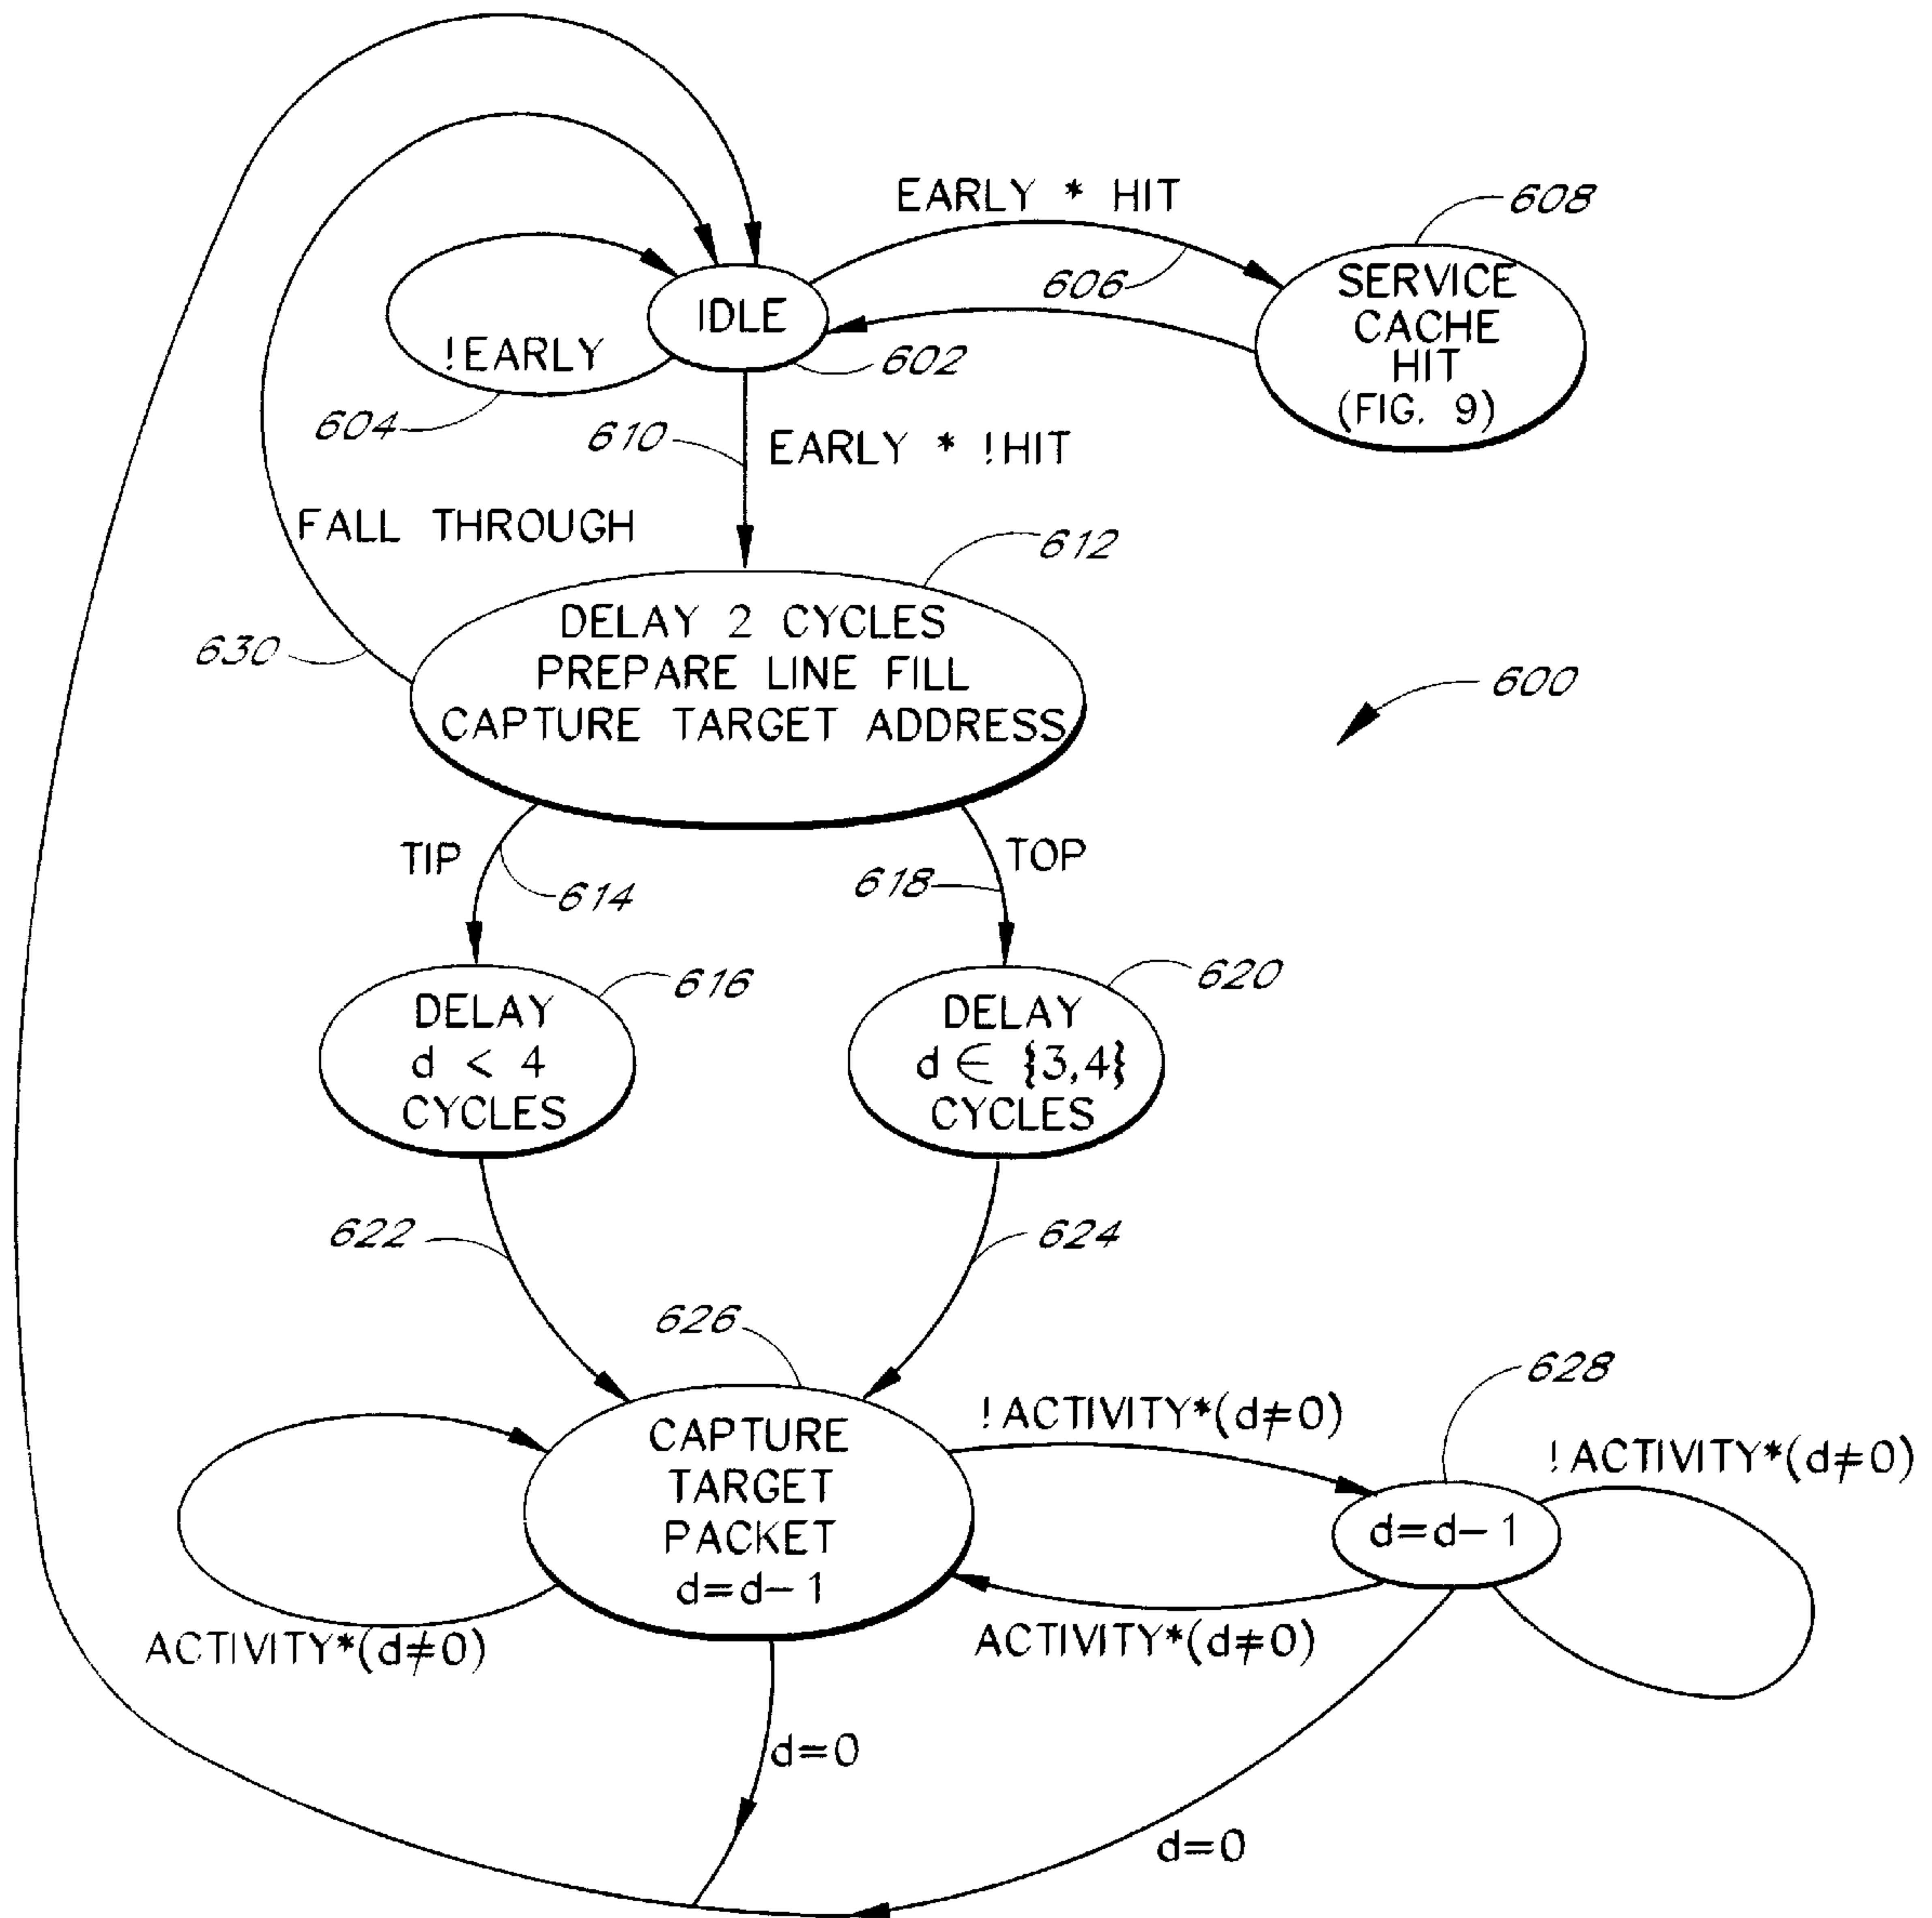 EARLY * HIT
608
606
SERVICE
CACHE
HIT
(FIG. 9)
IDLE
!EARLY
602
604
610
EARLY * !HIT
FALL THROUGH
612
DELAY 2 CYCLES
PREPARE LINE FILL
CAPTURE TARGET ADDRESS
630
600
TIP
TOP
614
618
616
620
DELAY
d < 4
CYCLES
DELAY
d ∈ {3,4}
CYCLES
622
624
626
628
!ACTIVITY*(d≠0)
!ACTIVITY*(d≠0)
CAPTURE
TARGET
PACKET
d=d-1
d=d-1
ACTIVITY*(d≠0)
ACTIVITY*(d≠0)
d=0
d=0